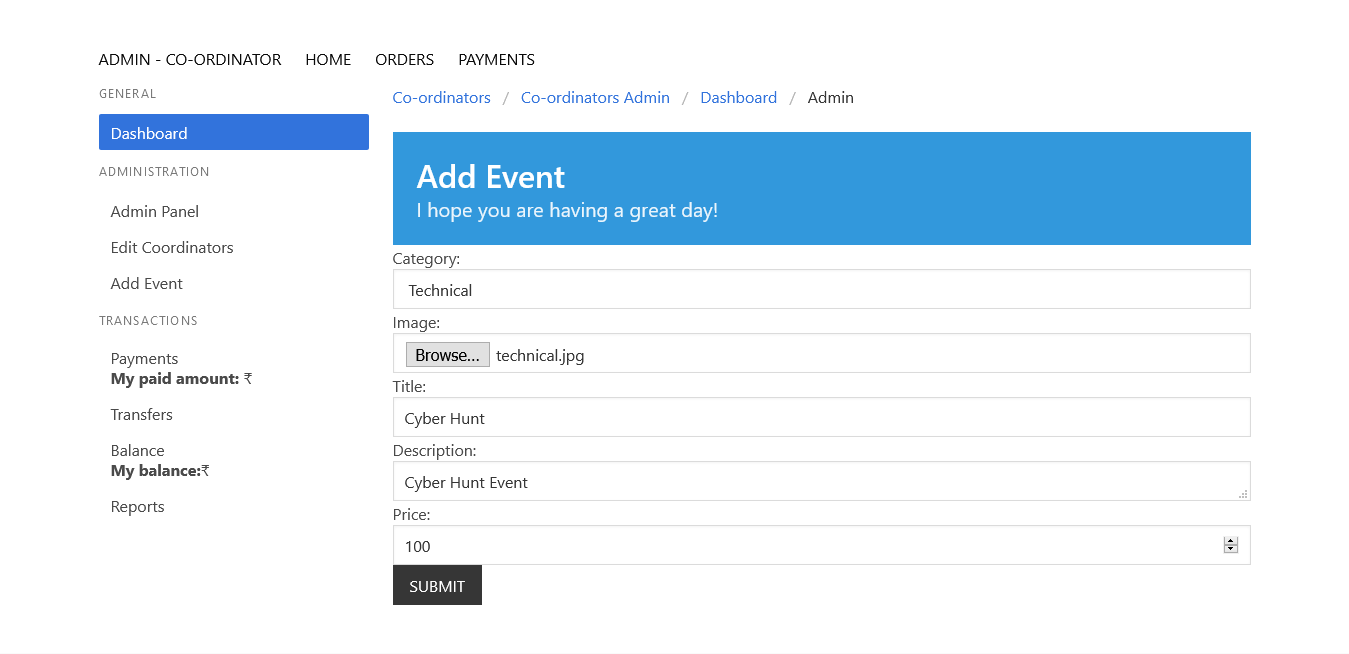 ADMIN - CO-ORDINATOR HOME ORDERS PAYMENTS
GENERAL
Dashboard
ADMINISTRATION
Admin Panel
Edit Coordinators
Add Event
TRANSACTIONS
Payments
My paid amount: ₹
Transfers
Balance
My balance:₹
Reports
Co-ordinators / Co-ordinators Admin / Dashboard / Admin
Add Event
I hope you are having a great day!
Category:
Technical
Image:
Browse... technical.jpg
Title:
Cyber Hunt
Description:
Cyber Hunt Event
Price:
100
SUBMIT